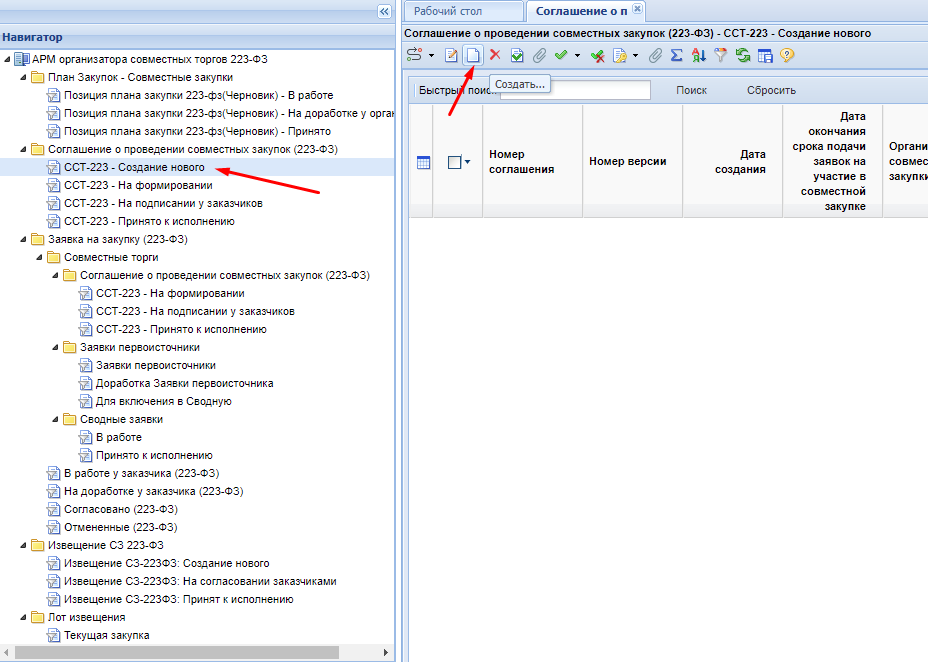 Навигатор
АРМ организатора совместных торгов 223-ФЗ
План Закупок - Совместные закупки
Позиция плана закупки 223-фз(Черновик) - В работе
Позиция плана закупки 223-фз(Черновик) - На доработке у орган
Позиция плана закупки 223-фз(Черновик) - Принято
Соглашение о проведении совместных закупок (223-ФЗ)
ССТ-223 - Создание нового
ССТ-223 - На формировании
ССТ-223 - На подписании у заказчиков
ССТ-223 - Принято к исполнению
Заявка на закупку (223-ФЗ)
Совместные торги
Соглашение о проведении совместных закупок (223-ФЗ)
ССТ-223 - На формировании
ССТ-223 - На подписании у заказчиков
ССТ-223 - Принято к исполнению
Заявки первоисточники
Заявки первоисточники
Доработка Заявки первоисточника
Для включения в Сводную
Сводные заявки
В работе
Принято к исполнению
В работе у заказчика (223-ФЗ)
На доработке у заказчика (223-ФЗ)
Согласовано (223-ФЗ)
Отмененные (223-ФЗ)
Извещение СЗ 223-ФЗ
Извещение СЗ-223ФЗ: Создание нового
Извещение СЗ-223ФЗ: На согласовании заказчиками
Извещение СЗ-223ФЗ: Принят к исполнению
Лот извещения
Текущая закупка
Рабочий стол
Соглашение о п
Соглашение о проведении совместных закупок (223-ФЗ) - ССТ-223 - Создание нового
Создать...
Быстрый поиск
Поиск
Сбросить
Номер
соглашения
Номер версии
Дата
создания
Дата
окончания
срока подачи
заявок на
участие в
совместной
закупке
Органи
совмес
закупки